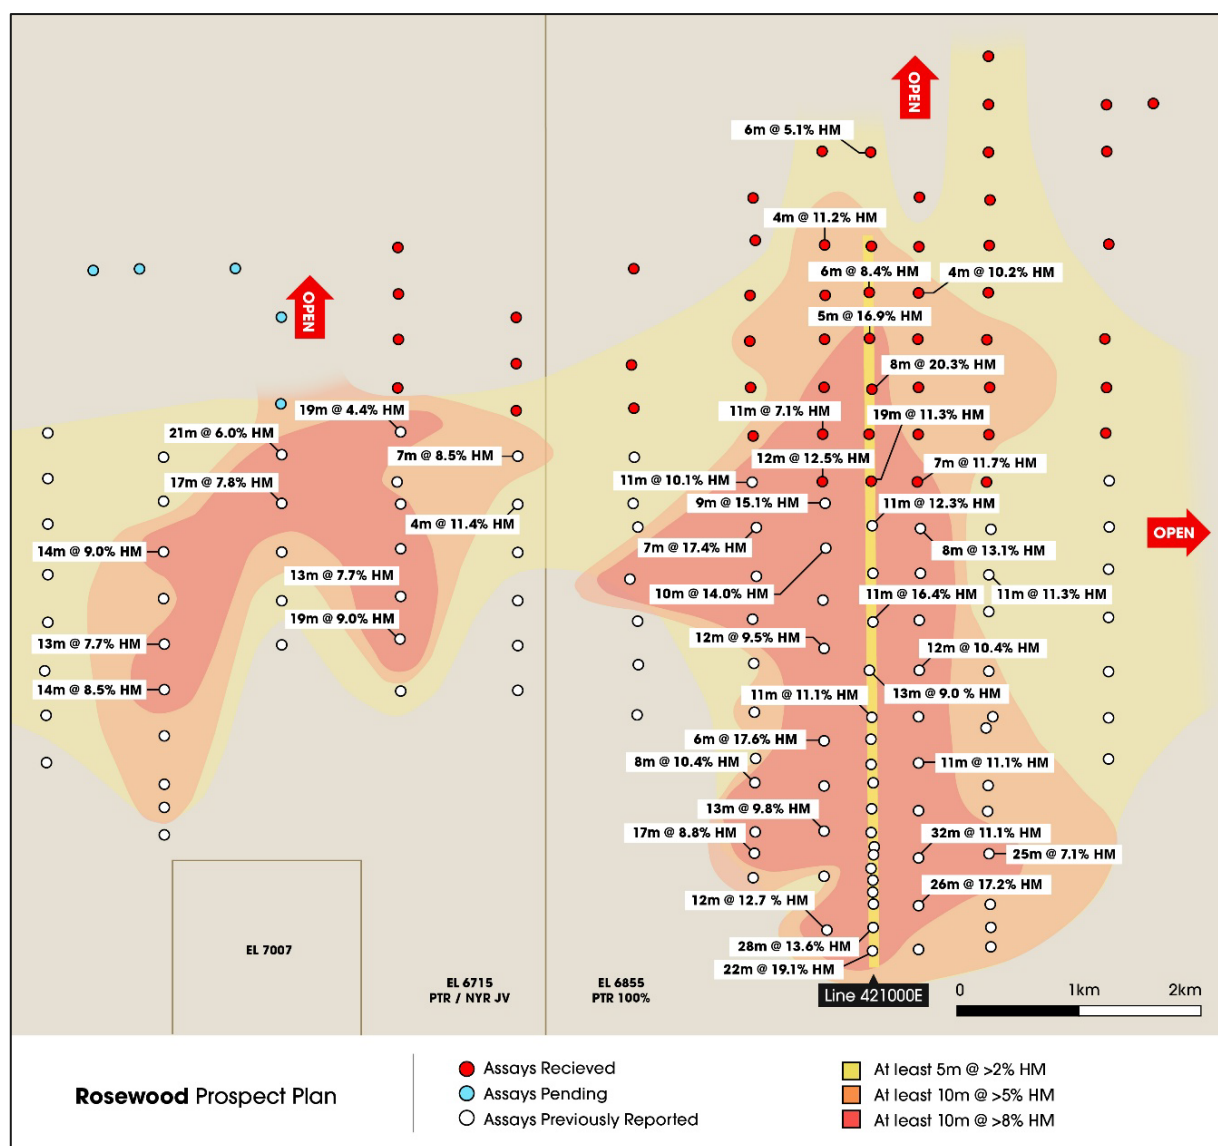 OPEN
6m @ 5.1% HM
4m @ 11.2% HM
6m @ 8.4% HM
4m @ 10.2% HM
OPEN
5m @ 16.9% HM
8m @ 20.3% HM
19m @ 4.4% HM
11m @ 7.1% HM
19m @ 11.3% HM
21m @ 6.0% HM
7m @ 8.5% HM
12m @ 12.5% HM
7m @ 11.7% HM
17m @ 7.8% HM
11m @ 10.1% HM
9m @ 15.1% HM
11m @ 12.3% HM
4m @ 11.4% HM
OPEN
14m @ 9.0% HM
7m @ 17.4% HM
8m @ 13.1% HM
13m @ 7.7% HM
10m @ 14.0% HM
11m @ 16.4% HM
11m @ 11.3% HM
19m @ 9.0% HM
13m @ 7.7% HM
12m @ 9.5% HM
12m @ 10.4% HM
14m @ 8.5% HM
11m @ 11.1% HM
13m @ 9.0 % HM
6m @ 17.6% HM
8m @ 10.4% HM
11m @ 11.1% HM
13m @ 9.8% HM
17m @ 8.8% HM
32m @ 11.1% HM
25m @ 7.1% HM
12m @ 12.7 % HM
26m @ 17.2% HM
28m @ 13.6% HM
22m @ 19.1% HM
EL 7007
EL 6715
PTR / NYR JV
EL 6855
PTR 100%
Line 421000E
0 1km 2km
Rosewood Prospect Plan
Assays Recieved
Assays Pending
Assays Previously Reported
At least 5m @ >2% HM
At least 10m @ >5% HM
At least 10m @ >8% HM